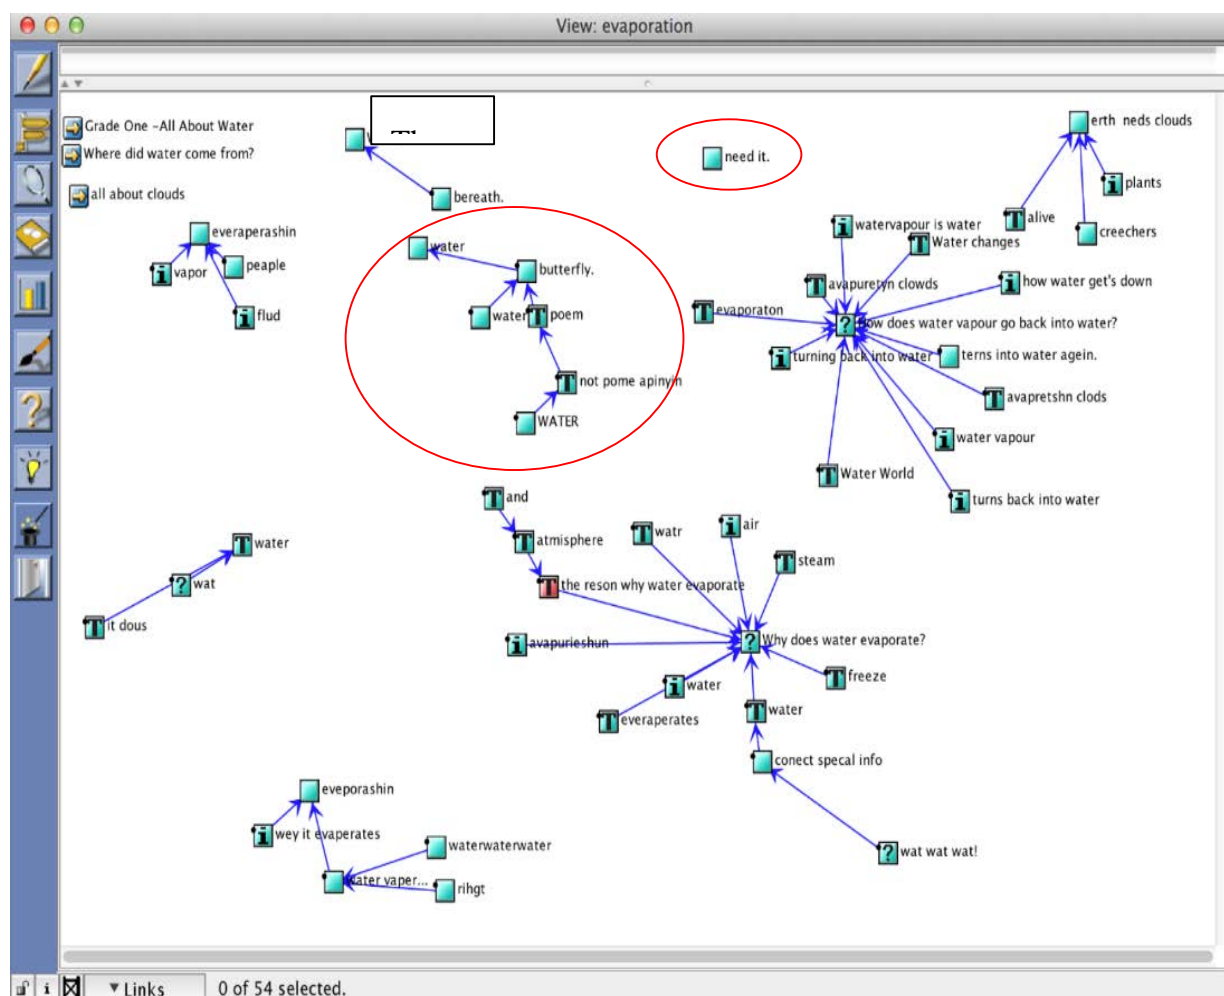 View: evaporation
Grade One -All About Water
Where did water come from?
all about clouds
need it.
erth neds clouds
plants
alive
creechers
bereath.
everaperashin
vapor
peaple
flud
water
butterfly.
water
poem
not pome apinyin
WATER
watervapour is water
Water changes
avapuretyn clowds
how water get's down
evaporaton
How does water vapour go back into water?
turning back into water
terns into water agein.
avapretshn clods
water vapour
Water World
turns back into water
and
atmisphere
watr
air
steam
the reson why water evaporate
water
wat
it dous
avapurieshun
Why does water evaporate?
water
freeze
everaperates
water
conect specal info
wat wat wat!
eveporashin
wey it evaperates
waterwaterwater
water vaper...
rihgt
Links
0 of 54 selected.